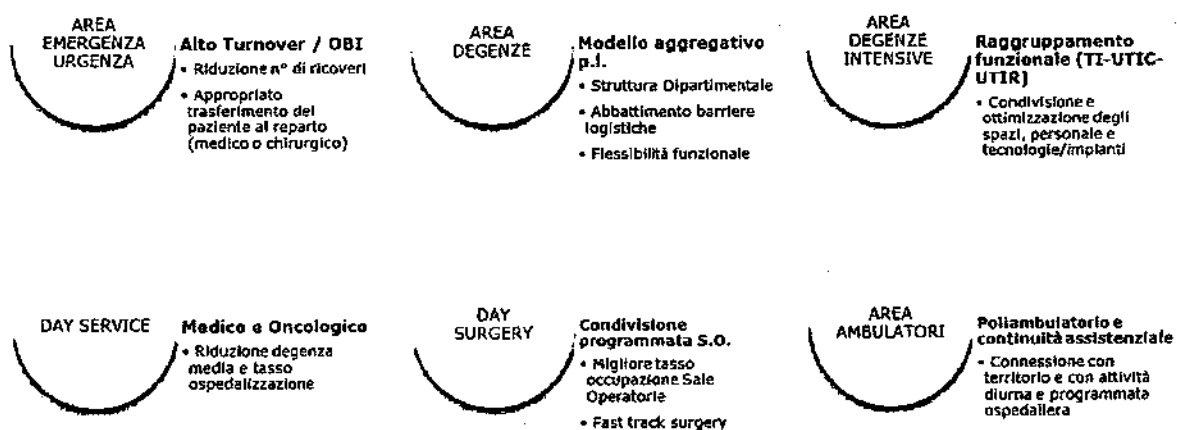 AREA
EMERGENZA
URGENZA
Alto Turnover / OBI
• Riduzione n° di ricoveri
• Appropriato
trasferimento del
paziente al reparto
(medico o chirurgico)
AREA
DEGENZE
Modello aggregativo
p.i.
• Struttura Dipartimentale
• Abbattimento barriere
logistiche
• Flessibilità funzionale
AREA
DEGENZE
INTENSIVE
Raggruppamento
funzionale (TI-UTIC-
UTIR)
• Condivisione e
ottimizzazione degli
spazi, personale e
tecnologie/impianti
DAY SERVICE
Medico e Oncologico
• Riduzione degenza
media e tasso
ospedalizzazione
DAY
SURGERY
Condivisione
programmata S.O.
• Migliore tasso
occupazione Sale
Operatorie
• Fast track surgery
AREA
AMBULATORI
Poliambulatorio e
continuità assistenziale
• Connessione con
territorio e con attività
diurna e programmata
ospedaliera